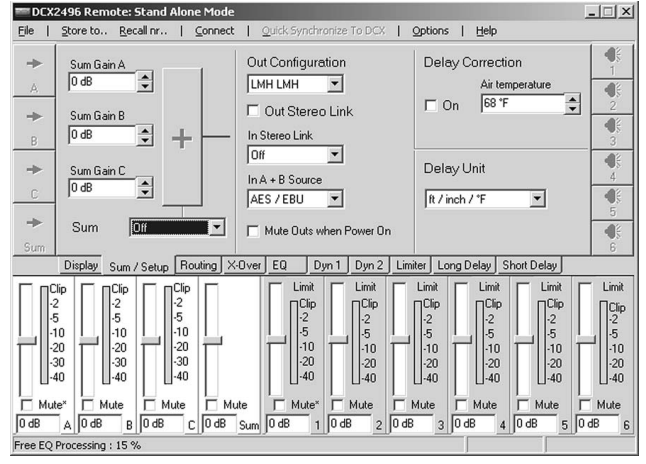 DCX2496 Remote: Stand Alone Mode
File | Store to.. Recall nr.. | Connect | Quick Synchronize To DCX | Options | Help
A
B
C
Sum
Sum Gain A
0 dB
Sum Gain B
0 dB
Sum Gain C
0 dB
Sum Off
+
Out Configuration
LMH LMH
Out Stereo Link
In Stereo Link
Off
In A + B Source
AES / EBU
Mute Outs when Power On
Delay Correction
Air temperature
On 68 °F
Delay Unit
ft / inch / °F
1
2
3
4
5
6
Display Sum / Setup Routing X-Over EQ Dyn 1 Dyn 2 Limiter Long Delay Short Delay
Limit Limit Limit Limit Limit Limit
Clip Clip Clip Clip Clip Clip Clip Clip Clip
-2 -2 -2 -2 -2 -2 -2 -2 -2
-5 -5 -5 -5 -5 -5 -5 -5 -5
-10 -10 -10 -10 -10 -10 -10 -10 -10
-20 -20 -20 -20 -20 -20 -20 -20 -20
-30 -30 -30
-40 -40 -40 -40 -40 -40 -40 -40 -40
Mute* Mute Mute Mute Mute* Mute Mute Mute Mute Mute
0 dB A 0 dB B 0 dB C 0 dB Sum 0 dB 1 0 dB 2 0 dB 3 0 dB 4 0 dB 5 0 dB 6
Free EQ Processing : 15 %